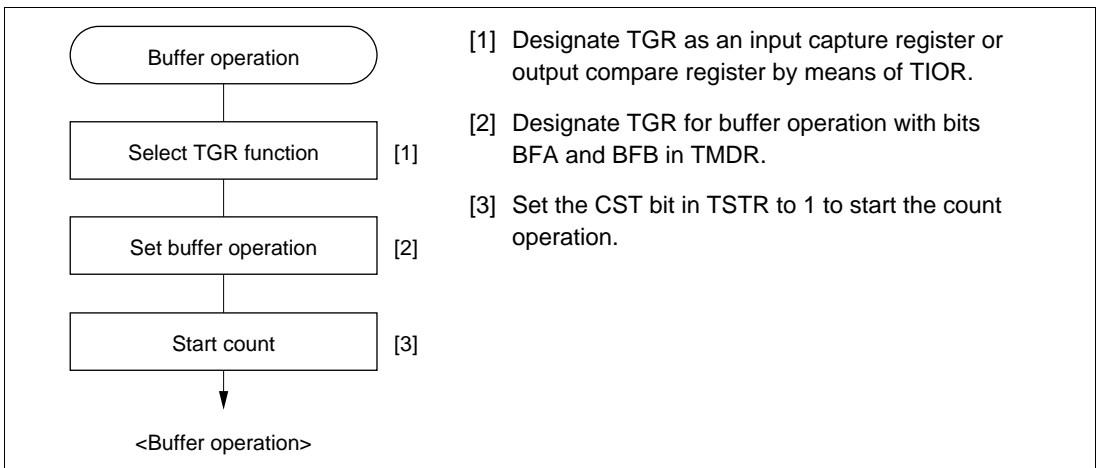 Buffer operation
Select TGR function [1]
Set buffer operation [2]
Start count [3]
<Buffer operation>
[1] Designate TGR as an input capture register or
output compare register by means of TIOR.
[2] Designate TGR for buffer operation with bits
BFA and BFB in TMDR.
[3] Set the CST bit in TSTR to 1 to start the count
operation.